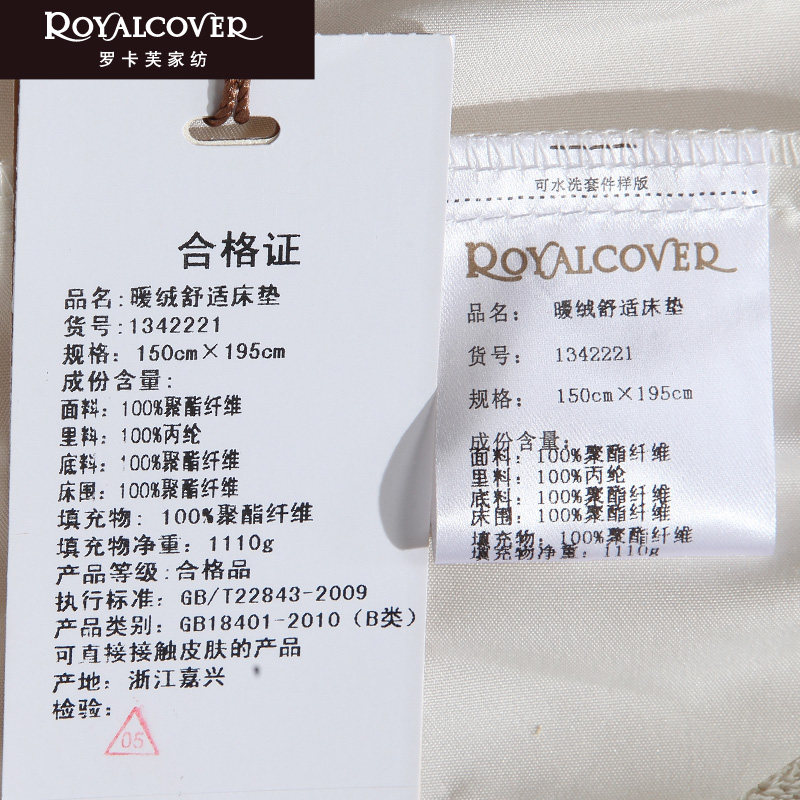 ROYALCOVER
罗卡芙家纺
合格证
品名:暖绒舒适床垫
货号:1342221
规格：150cm×195cm
成份含量:
面料：100%聚酯纤维
里料：100%丙纶
底料：100%聚酯纤维
床围：100%聚酯纤维
填充物：100%聚酯纤维
填充物净重：1110g
产品等级:合格品
执行标准：GB/T22843-2009
产品类别：GB18401-2010（B类）
可直接接触皮肤的产品
产地：浙江嘉兴
检验：
05
可水洗套件样版
ROYALCOVER
品名：暖绒舒适床垫
货号：1342221
规格：150cm×195cm
成份含量：
面料：100%聚酯纤维
里料：100%丙纶
底料：100%聚酯纤维
床围：100%聚酯纤维
填充物：100%聚酯纤维
填充物净重：1110g